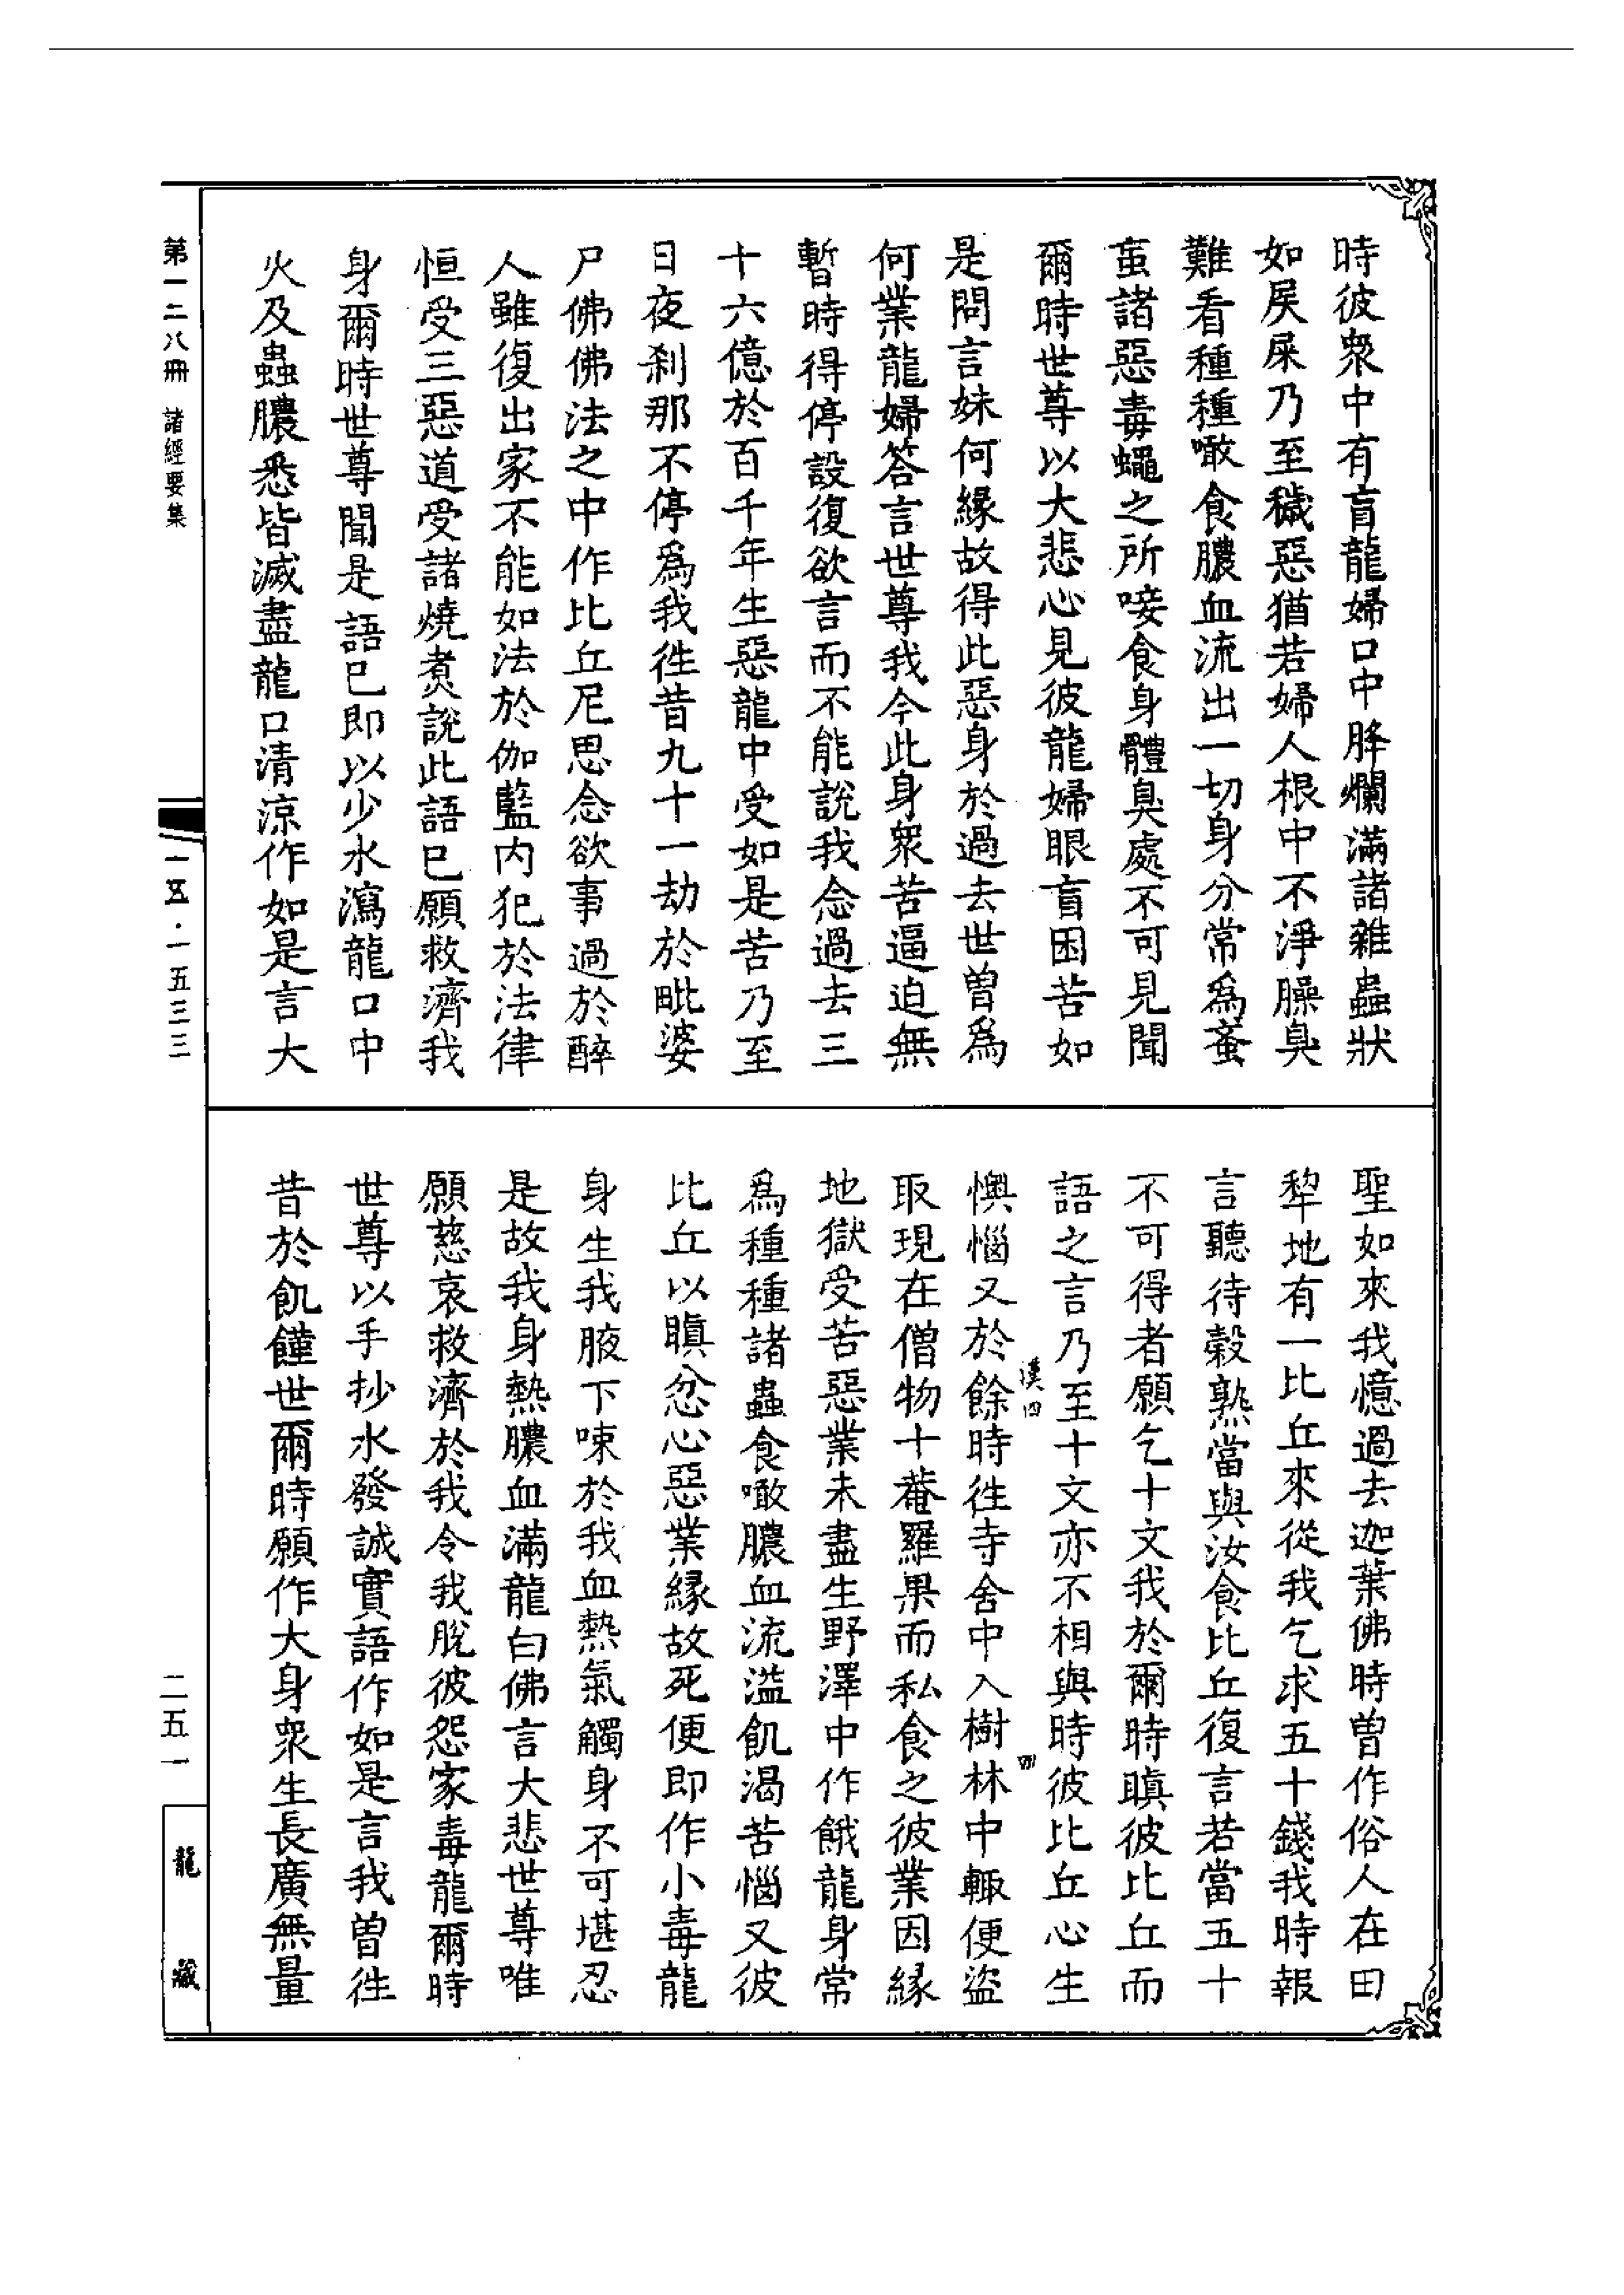 時彼衆中有盲龍婦口中膖爛滿諸雜蟲狀
如屎尿乃至穢惡猶若婦人根中不淨臊臭
難看種種噉食膿血流出一切身分常爲蚉
䖟諸惡毒蠅之所唼食身體臭處不可見聞
爾時世尊以大悲心見彼龍婦眼盲困苦如
是問言妹何緣故得此惡身於過去世曾爲
何業龍婦答言世尊我今此身衆苦逼迫無
暫時得停設復欲言而不能說我念過去三
十六億於百千年生惡龍中受如是苦乃至
日夜刹那不停爲我徃昔九十一劫於毗婆
尸佛佛法之中作比丘尼思念欲事過於醉
人雖復出家不能如法於伽藍内犯於法律
恒受三惡道受諸燒煑說此語巳願救濟我
身爾時世尊聞是語巳即以少水瀉龍口中
火及蟲膿悉皆滅盡龍口清涼作如是言大
聖如來我憶過去迦葉佛時曾作俗人在田
犂地有一比丘來從我乞求五十錢我時報
言聽待榖熟當與汝食比丘復言若當五十
不可得者願乞十文我於爾時瞋彼比丘而
語之言乃至十文亦不相與時彼比丘心生
懊惱又於餘時徃寺舍中入樹林中輙便盜
取現在僧物十菴羅果而私食之彼業因緣
地獄受苦惡業未盡生野澤中作餓龍身常
爲種種諸蟲食噉膿血流溢飢渴苦惱又彼
比丘以瞋忿心惡業緣故死便即作小毒龍
身生我腋下唻於我血熱氣觸身不可堪忍
是故我身熱膿血滿龍白佛言大悲世尊唯
願慈哀救濟於我令我脫彼怨家毒龍爾時
世尊以手抄水發誠實語作如是言我曾徃
昔於飢饉世爾時願作大身衆生長廣無量
漢四
四
第一二八冊 諸經要集
一五·一五三三
二五一
龍藏